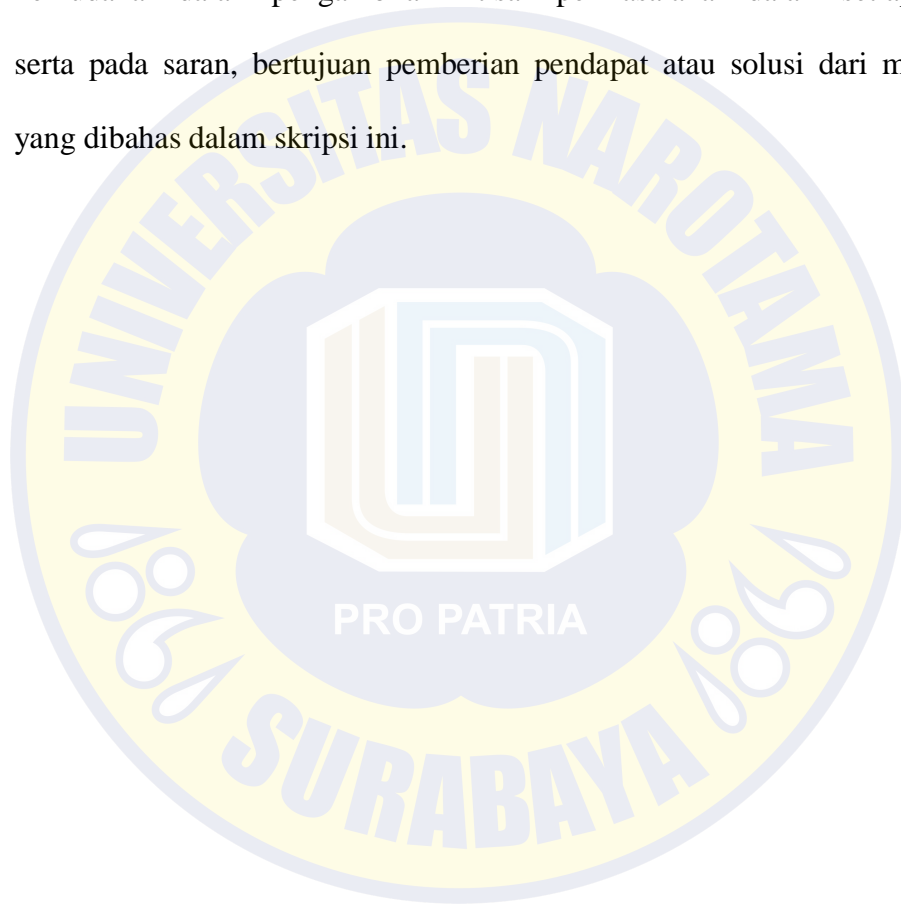 serta pada saran, bertujuan pemberian pendapat atau solusi dari m
yang dibahas dalam skripsi ini.
UNIVERSITAS NAROTAMA
PRO PATRIA
SURABAYA